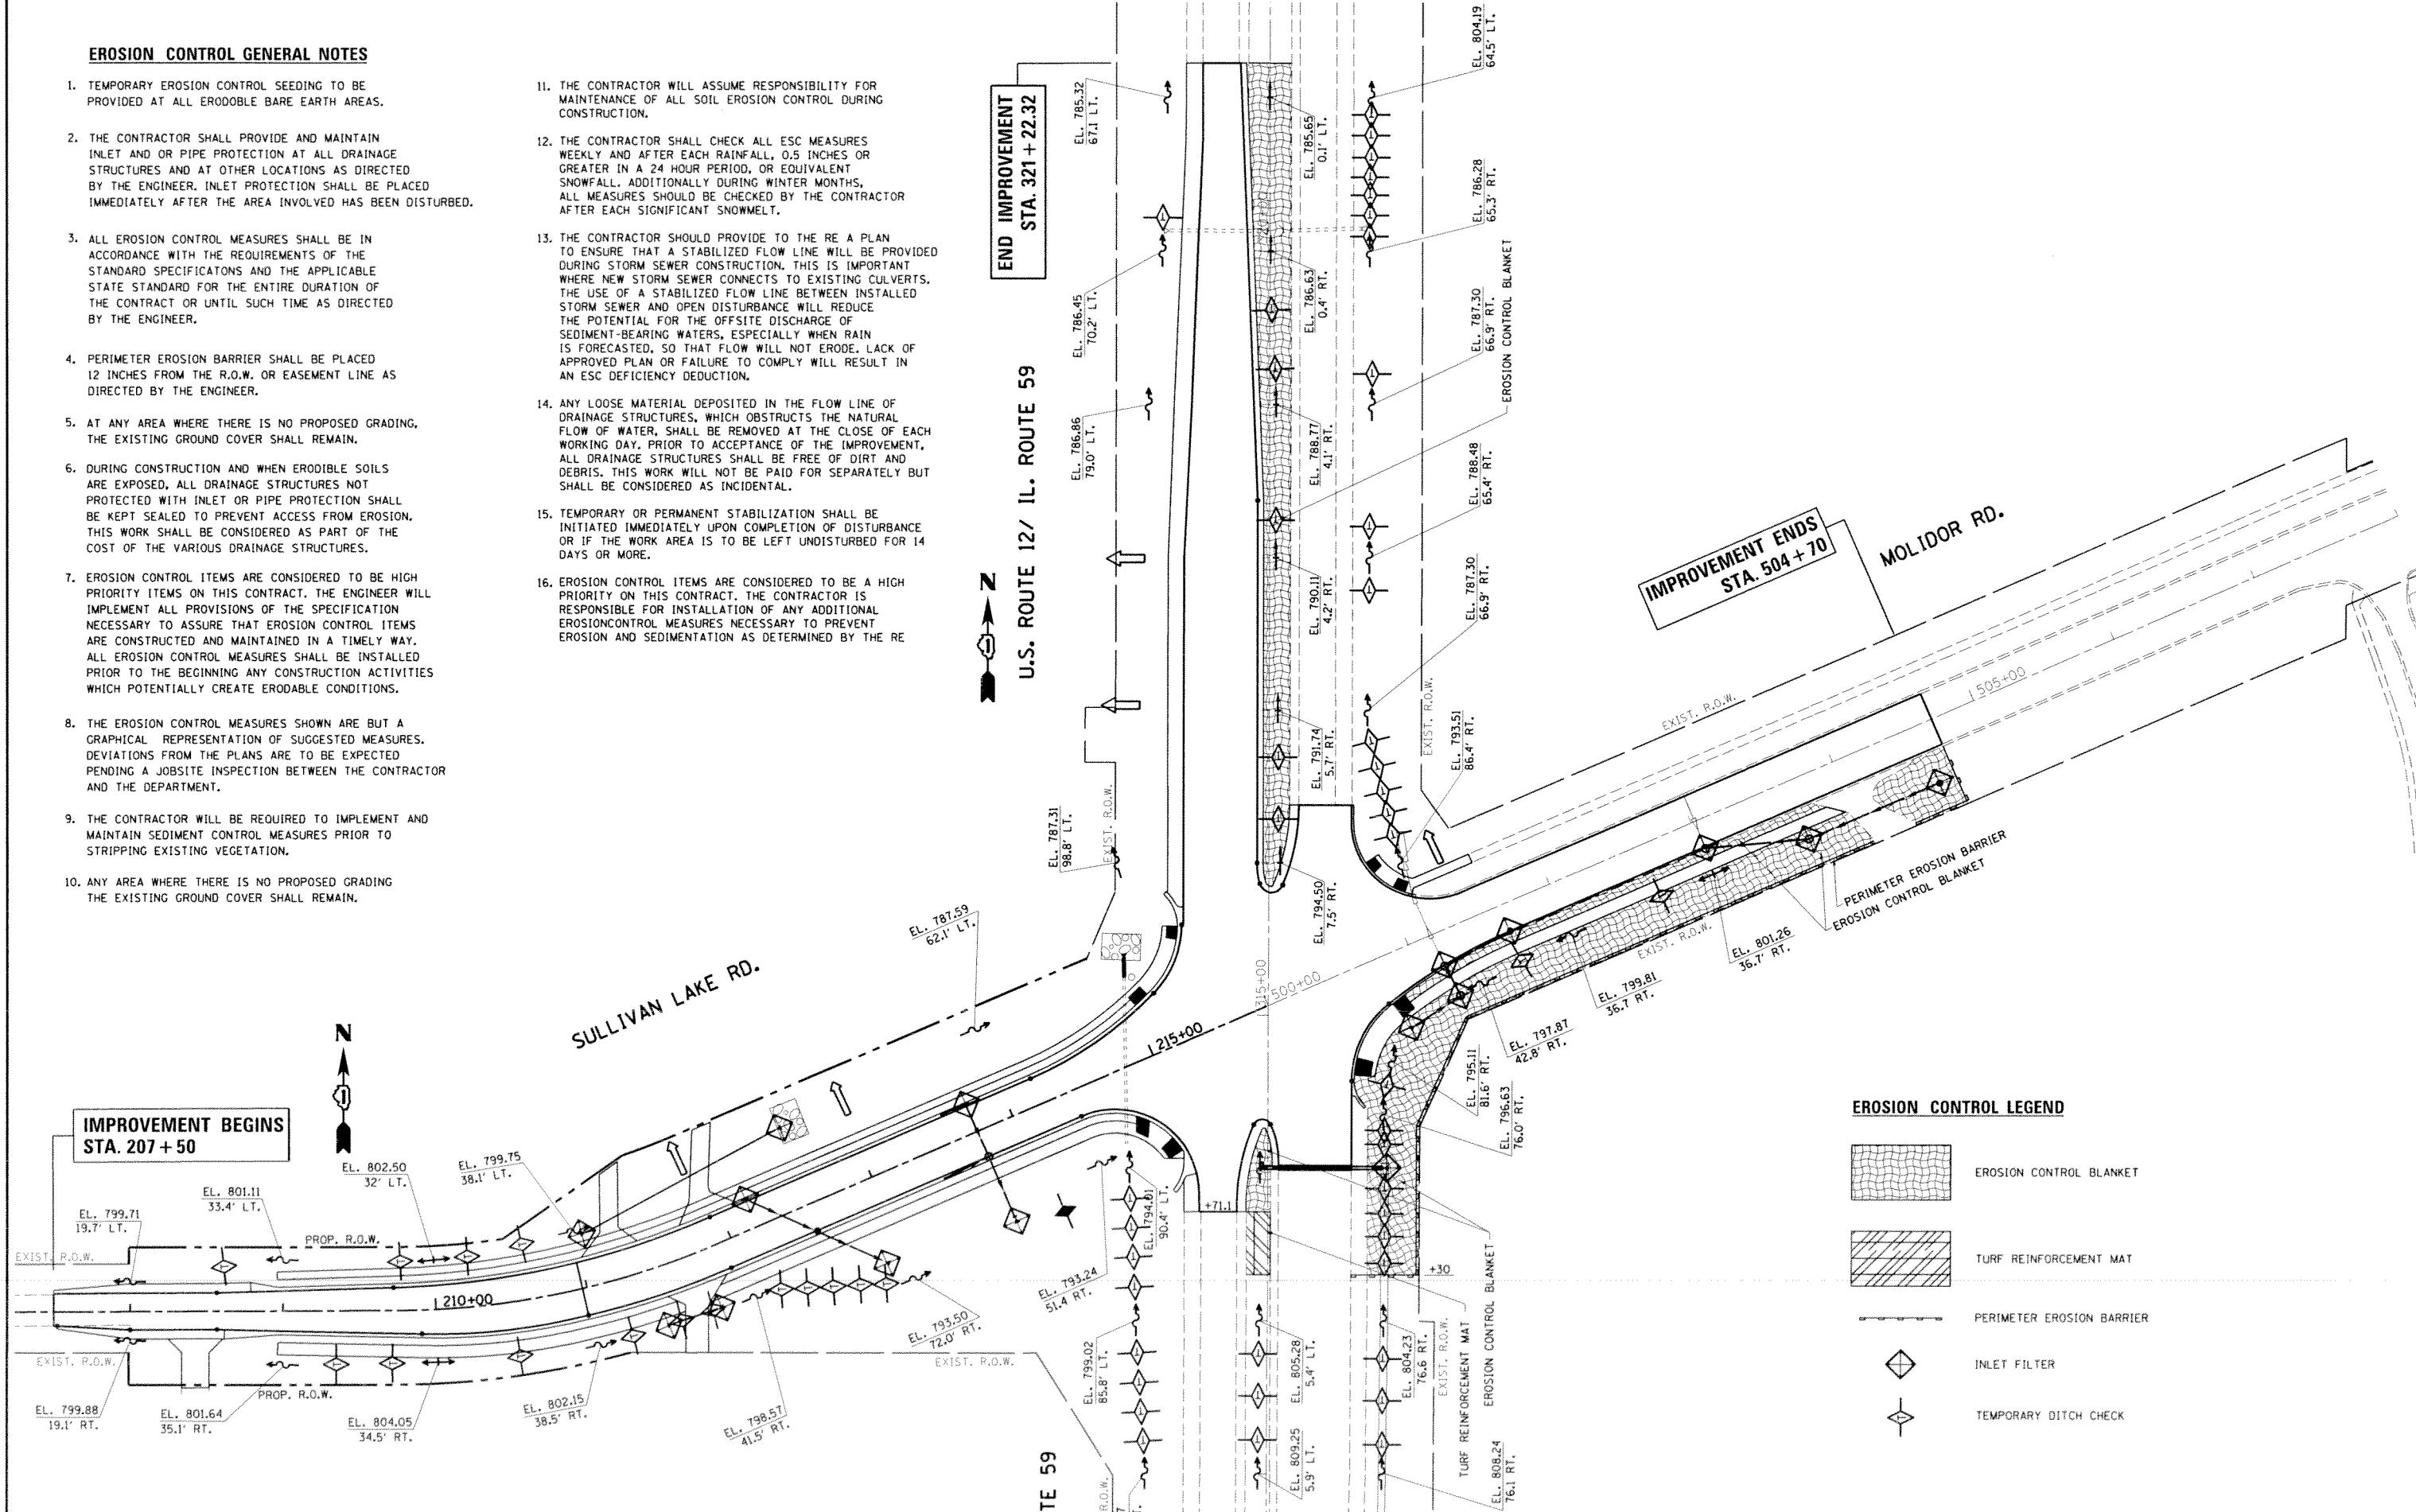 EROSION CONTROL GENERAL NOTES
1. TEMPORARY EROSION CONTROL SEEDING TO BE
PROVIDED AT ALL ERODOBLE BARE EARTH AREAS.
2. THE CONTRACTOR SHALL PROVIDE AND MAINTAIN
INLET AND OR PIPE PROTECTION AT ALL DRAINAGE
STRUCTURES AND AT OTHER LOCATIONS AS DIRECTED
BY THE ENGINEER. INLET PROTECTION SHALL BE PLACED
IMMEDIATELY AFTER THE AREA INVOLVED HAS BEEN DISTURBED.
3. ALL EROSION CONTROL MEASURES SHALL BE IN
ACCORDANCE WITH THE REQUIREMENTS OF THE
STANDARD SPECIFICATONS AND THE APPLICABLE
STATE STANDARD FOR THE ENTIRE DURATION OF
THE CONTRACT OR UNTIL SUCH TIME AS DIRECTED
BY THE ENGINEER.
4. PERIMETER EROSION BARRIER SHALL BE PLACED
12 INCHES FROM THE R.O.W. OR EASEMENT LINE AS
DIRECTED BY THE ENGINEER.
5. AT ANY AREA WHERE THERE IS NO PROPOSED GRADING,
THE EXISTING GROUND COVER SHALL REMAIN.
6. DURING CONSTRUCTION AND WHEN ERODIBLE SOILS
ARE EXPOSED, ALL DRAINAGE STRUCTURES NOT
PROTECTED WITH INLET OR PIPE PROTECTION SHALL
BE KEPT SEALED TO PREVENT ACCESS FROM EROSION.
THIS WORK SHALL BE CONSIDERED AS PART OF THE
COST OF THE VARIOUS DRAINAGE STRUCTURES.
7. EROSION CONTROL ITEMS ARE CONSIDERED TO BE HIGH
PRIORITY ITEMS ON THIS CONTRACT. THE ENGINEER WILL
IMPLEMENT ALL PROVISIONS OF THE SPECIFICATION
NECESSARY TO ASSURE THAT EROSION CONTROL ITEMS
ARE CONSTRUCTED AND MAINTAINED IN A TIMELY WAY.
ALL EROSION CONTROL MEASURES SHALL BE INSTALLED
PRIOR TO THE BEGINNING ANY CONSTRUCTION ACTIVITIES
WHICH POTENTIALLY CREATE ERODABLE CONDITIONS.
8. THE EROSION CONTROL MEASURES SHOWN ARE BUT A
GRAPHICAL REPRESENTATION OF SUGGESTED MEASURES.
DEVIATIONS FROM THE PLANS ARE TO BE EXPECTED
PENDING A JOBSITE INSPECTION BETWEEN THE CONTRACTOR
AND THE DEPARTMENT.
9. THE CONTRACTOR WILL BE REQUIRED TO IMPLEMENT AND
MAINTAIN SEDIMENT CONTROL MEASURES PRIOR TO
STRIPPING EXISTING VEGETATION.
10. ANY AREA WHERE THERE IS NO PROPOSED GRADING
THE EXISTING GROUND COVER SHALL REMAIN.
11. THE CONTRACTOR WILL ASSUME RESPONSIBILITY FOR
MAINTENANCE OF ALL SOIL EROSION CONTROL DURING
CONSTRUCTION.
12. THE CONTRACTOR SHALL CHECK ALL ESC MEASURES
WEEKLY AND AFTER EACH RAINFALL, 0.5 INCHES OR
GREATER IN A 24 HOUR PERIOD, OR EQUIVALENT
SNOWFALL. ADDITIONALLY DURING WINTER MONTHS,
ALL MEASURES SHOULD BE CHECKED BY THE CONTRACTOR
AFTER EACH SIGNIFICANT SNOWMELT.
13. THE CONTRACTOR SHOULD PROVIDE TO THE RE A PLAN
TO ENSURE THAT A STABILIZED FLOW LINE WILL BE PROVIDED
DURING STORM SEWER CONSTRUCTION. THIS IS IMPORTANT
WHERE NEW STORM SEWER CONNECTS TO EXISTING CULVERTS.
THE USE OF A STABILIZED FLOW LINE BETWEEN INSTALLED
STORM SEWER AND OPEN DISTURBANCE WILL REDUCE
THE POTENTIAL FOR THE OFFSITE DISCHARGE OF
SEDIMENT-BEARING WATERS, ESPECIALLY WHEN RAIN
IS FORECASTED, SO THAT FLOW WILL NOT ERODE. LACK OF
APPROVED PLAN OR FAILURE TO COMPLY WILL RESULT IN
AN ESC DEFICIENCY DEDUCTION.
14. ANY LOOSE MATERIAL DEPOSITED IN THE FLOW LINE OF
DRAINAGE STRUCTURES, WHICH OBSTRUCTS THE NATURAL
FLOW OF WATER, SHALL BE REMOVED AT THE CLOSE OF EACH
WORKING DAY. PRIOR TO ACCEPTANCE OF THE IMPROVEMENT,
ALL DRAINAGE STRUCTURES SHALL BE FREE OF DIRT AND
DEBRIS. THIS WORK WILL NOT BE PAID FOR SEPARATELY BUT
SHALL BE CONSIDERED AS INCIDENTAL.
15. TEMPORARY OR PERMANENT STABILIZATION SHALL BE
INITIATED IMMEDIATELY UPON COMPLETION OF DISTURBANCE
OR IF THE WORK AREA IS TO BE LEFT UNDISTURBED FOR 14
DAYS OR MORE.
16. EROSION CONTROL ITEMS ARE CONSIDERED TO BE A HIGH
PRIORITY ON THIS CONTRACT. THE CONTRACTOR IS
RESPONSIBLE FOR INSTALLATION OF ANY ADDITIONAL
EROSIONCONTROL MEASURES NECESSARY TO PREVENT
EROSION AND SEDIMENTATION AS DETERMINED BY THE RE
END IMPROVEMENT
STA. 321+22.32
U.S. ROUTE 12/ IL. ROUTE 59
N
EL. 785.32
67.1 LT.
EL. 786.45
70.2' LT.
EL. 786.86
79.0' LT.
EL. 787.31
98.8' LT.
EXIST. R.O.W.
EL. 785.65
0.1' LT.
EL. 786.63
0.4' RT.
EL. 788.77
4.1' RT.
EL. 790.11
4.2' RT.
EL. 791.74
5.7' RT.
EL. 794.50
7.5' RT.
EL. 804.19
64.5' LT.
EL. 786.28
65.3' RT.
EL. 787.30
66.9' RT.
EROSION CONTROL BLANKET
EL. 788.48
65.4' RT.
EL. 787.30
66.9' RT.
EL. 793.51
86.4' RT.
EXIST. R.O.W.
IMPROVEMENT ENDS
STA. 504+70
MOLIDOR RD.
EXIST. R.O.W.
505+00
PERIMETER EROSION BARRIER
EROSION CONTROL BLANKET
EXIST. R.O.W.
EL. 801.26
36.7' RT.
EL. 799.81
36.7 RT.
EL. 797.87
42.8' RT.
EL. 795.11
81.6' RT.
EL. 796.63
76.0' RT.
315+00
500+00
215+00
EL. 787.59
62.1' LT.
SULLIVAN LAKE RD.
N
IMPROVEMENT BEGINS
STA. 207+50
EL. 799.71
19.7' LT.
EL. 801.11
33.4' LT.
EL. 802.50
32' LT.
EL. 799.75
38.1' LT.
EXIST. R.O.W.
PROP. R.O.W.
210+00
EXIST. R.O.W.
PROP. R.O.W.
EL. 799.88
19.1' RT.
EL. 801.64
35.1' RT.
EL. 804.05
34.5' RT.
EL. 802.15
38.5' RT.
EL. 798.57
41.5' RT.
EL. 793.50
72.0' RT.
EXIST. R.O.W.
EL. 793.24
51.4 RT.
90.4' LT.
+71.1
+30
EL. 799.02
85.8' LT.
EL. 805.28
5.4' LT.
EL. 809.25
5.9' LT.
EL. 804.23
76.6 RT.
EXIST. R.O.W.
TURF REINFORCEMENT MAT
EROSION CONTROL BLANKET
EL. 808.24
76.1 RT.
TE 59
R.O.W.
EROSION CONTROL LEGEND
EROSION CONTROL BLANKET
TURF REINFORCEMENT MAT
PERIMETER EROSION BARRIER
INLET FILTER
TEMPORARY DITCH CHECK